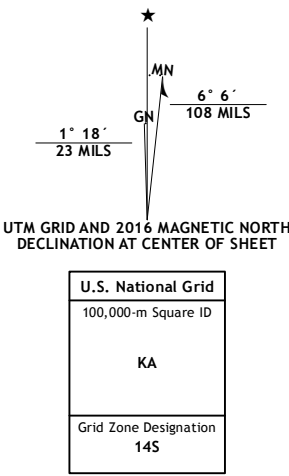 ★
MN
GN
6° 6´
108 MILS
1° 18´
23 MILS
UTM GRID AND 2016 MAGNETIC NORTH
DECLINATION AT CENTER OF SHEET
U.S. National Grid
100,000-m Square ID
KA
Grid Zone Designation
14S